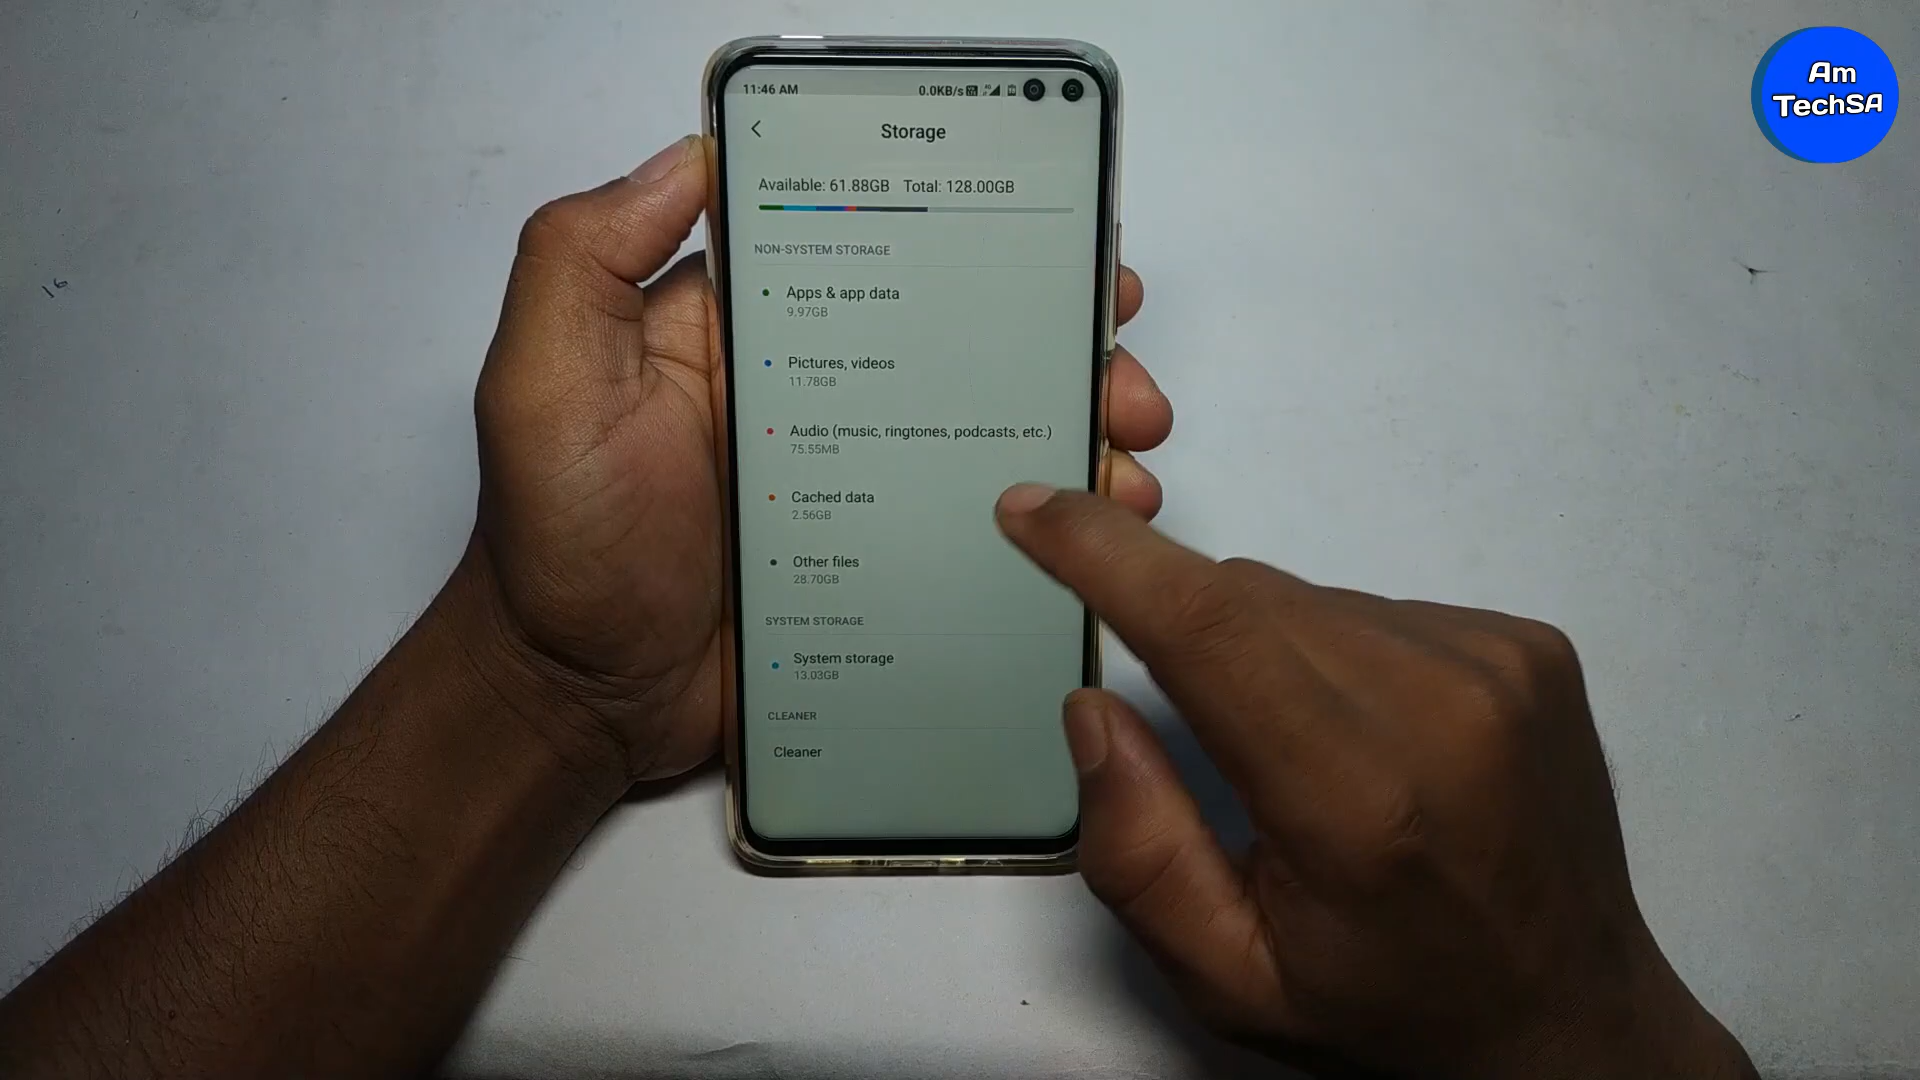 Am
TechSA
11:46 AM
0.0KB/s
Storage
Available: 61.88GB Total: 128.00GB
NON-SYSTEM STORAGE
Apps & app data
9.97GB
Pictures, videos
11.78GB
Audio (music, ringtones, podcasts, etc.)
75.55MB
Cached data
2.56GB
Other files
28.70GB
SYSTEM STORAGE
System storage
13.03GB
CLEANER
Cleaner
16